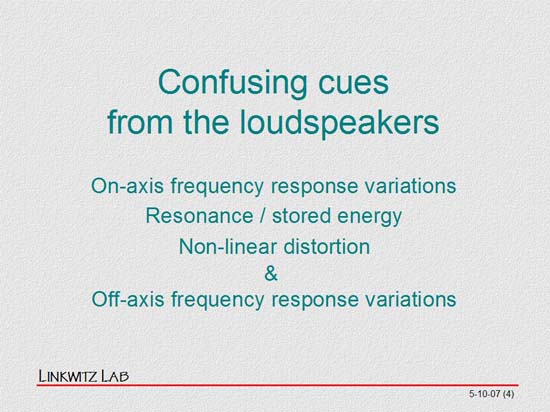 Confusing cues
from the loudspeakers
On-axis frequency response variations
Resonance / stored energy
Non-linear distortion
&
Off-axis frequency response variations
LINKWITZ LAB
5-10-07 (4)